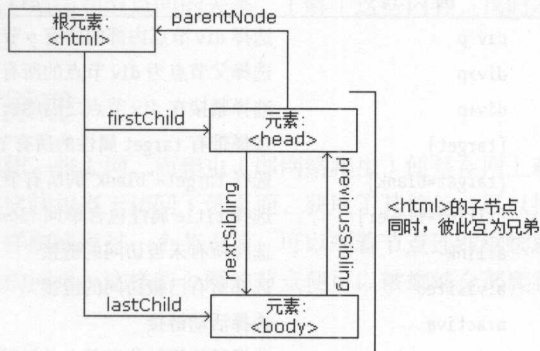 根元素:
<html>
parentNode
firstChild
元素:
<head>
nextSibling
previousSibling
<html>的子节点
同时，彼此互为兄弟
lastChild
元素:
<body>